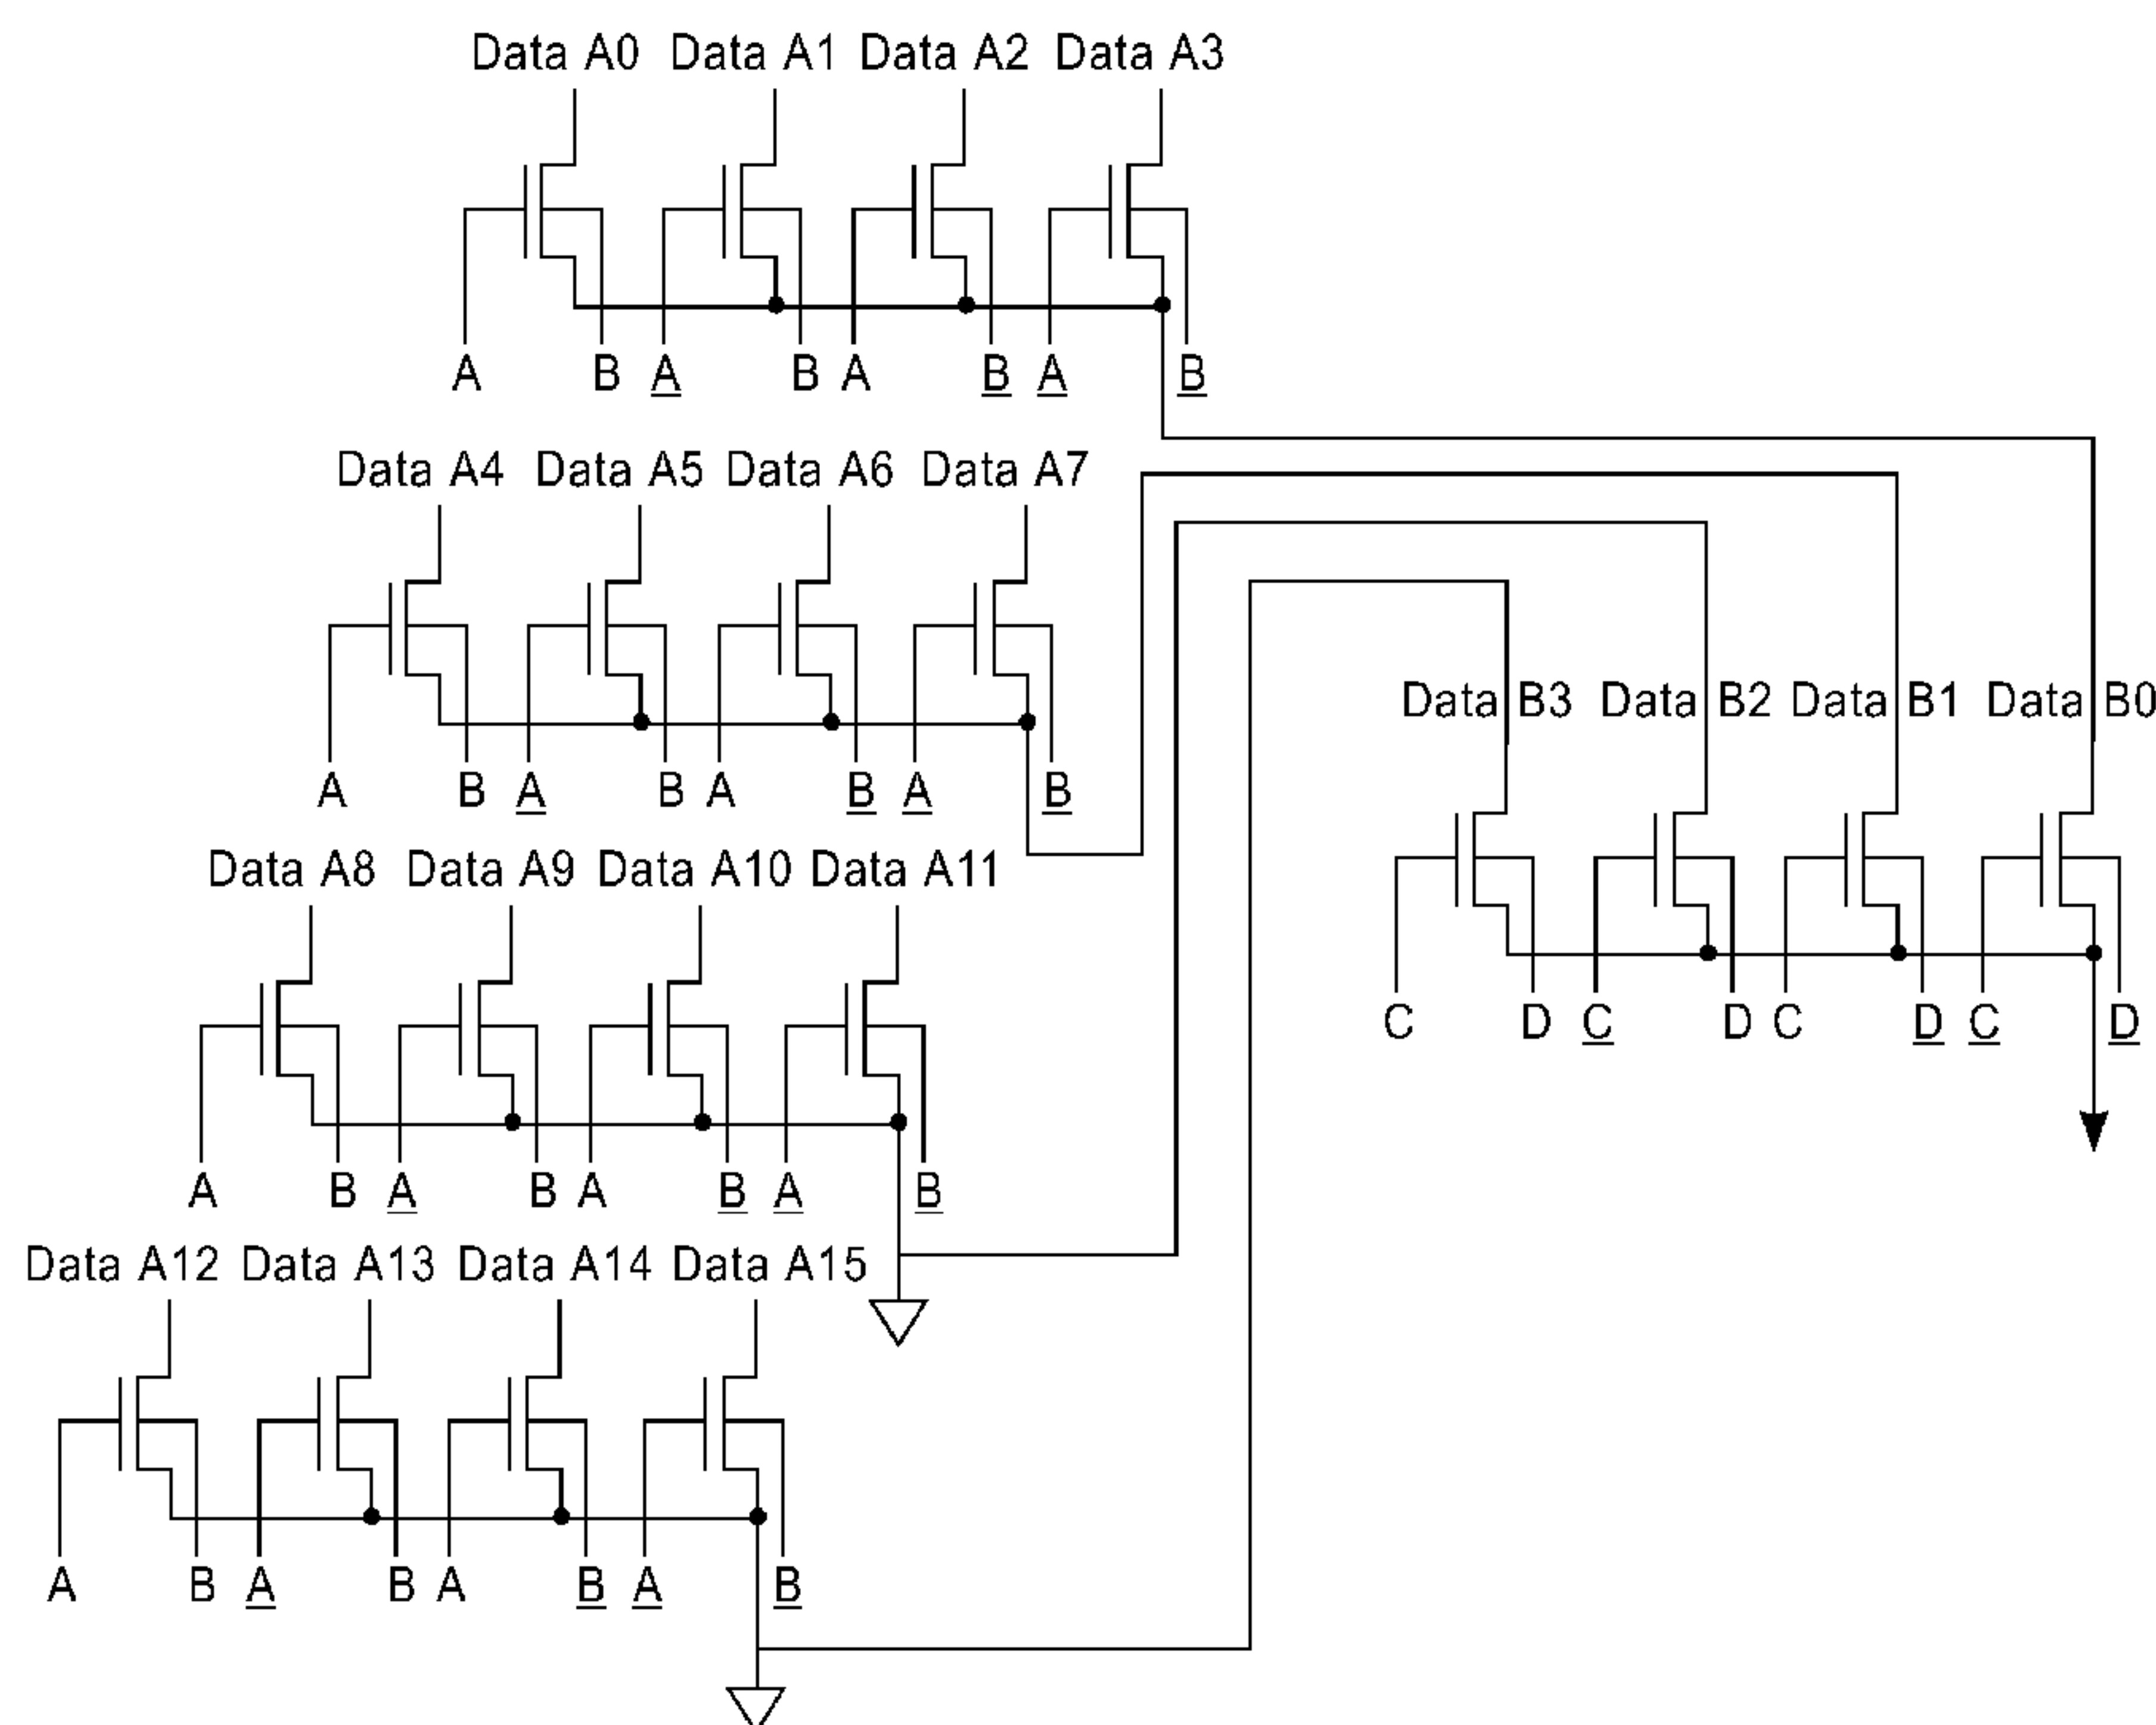 Data A0 Data A1 Data A2 Data A3
A B A B A B A B
Data A4 Data A5 Data A6 Data A7
A B A B A B A B
Data B3 Data B2 Data B1 Data B0
Data A8 Data A9 Data A10 Data A11
C D C D C D C D
A B A B A B A B
Data A12 Data A13 Data A14 Data A15
A B A B A B A B